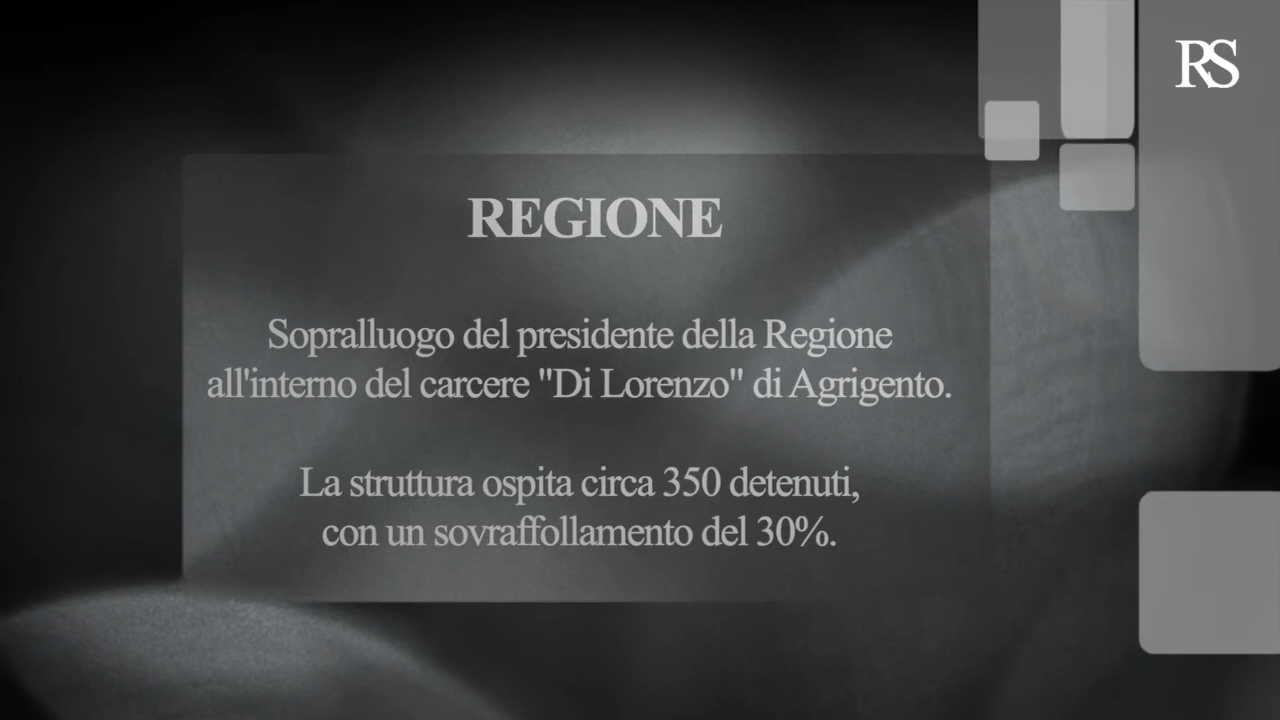 RS
REGIONE
Sopralluogo del presidente della Regione
all'interno del carcere "Di Lorenzo" di Agrigento.
La struttura ospita circa 350 detenuti,
con un sovraffollamento del 30%.